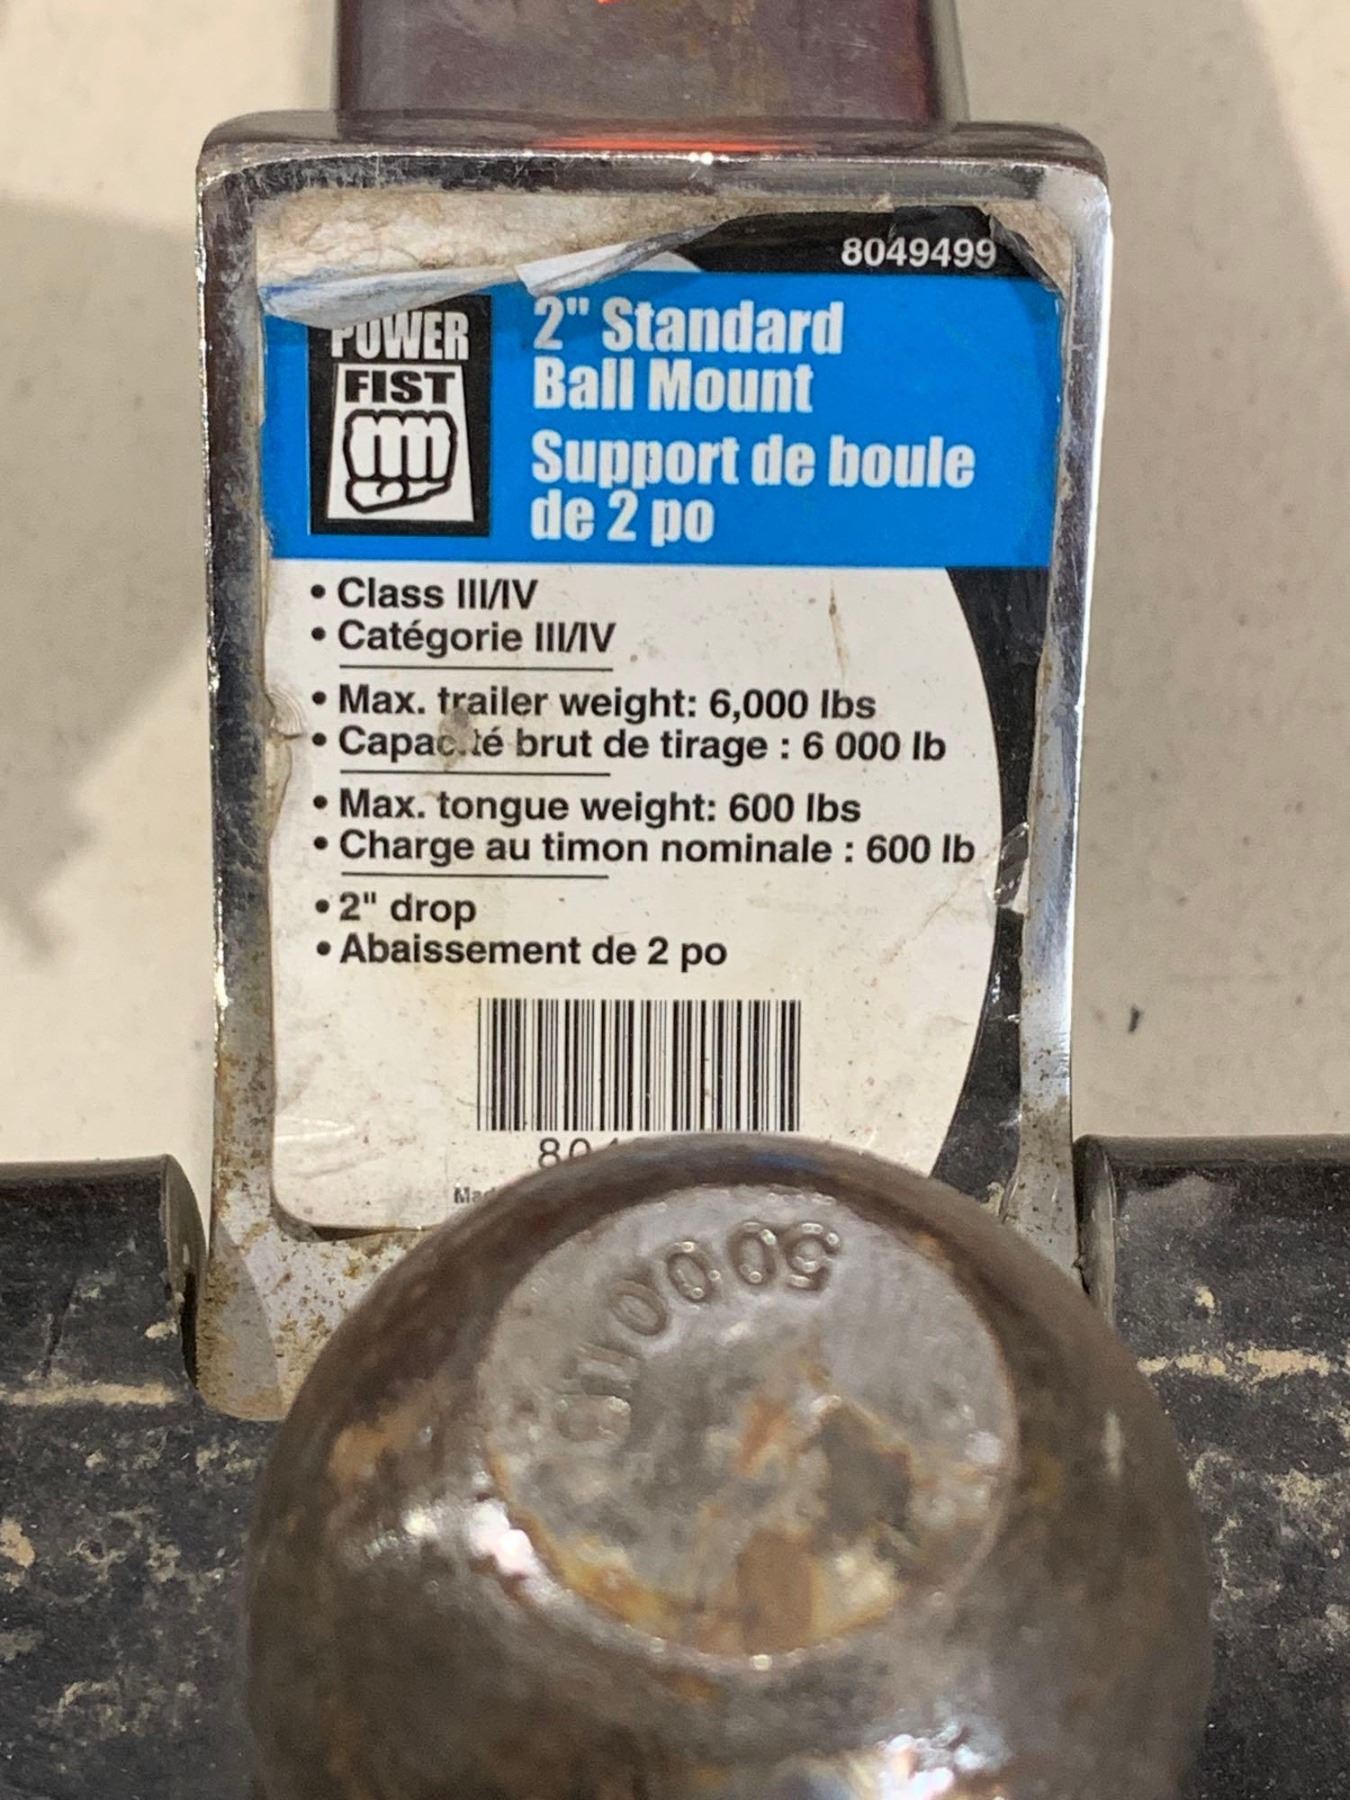 8049499
POWER
FIST
2" Standard
Ball Mount
Support de boule
de 2 po
• Class III/IV
• Catégorie III/IV
• Max. trailer weight: 6,000 lbs
• Capacité brut de tirage : 6 000 lb
• Max. tongue weight: 600 lbs
• Charge au timon nominale : 600 lb
• 2" drop
• Abaissement de 2 po